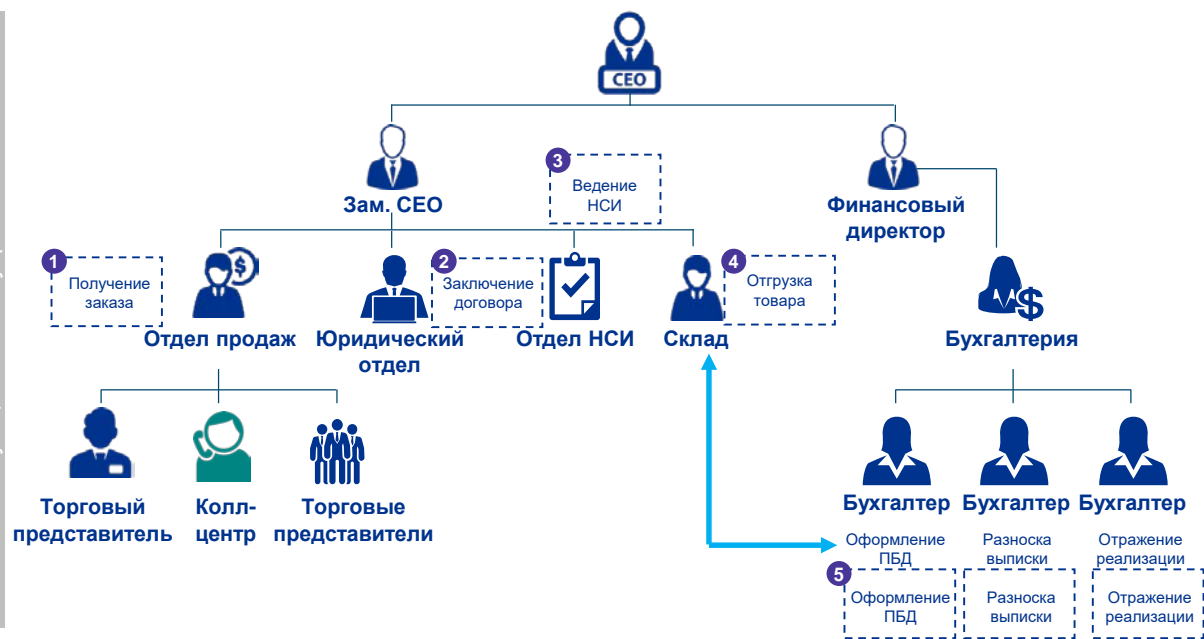 CEO
Зам. CEO
3
Ведение
НСИ
Финансовый
директор
1
Получение
заказа
2
Заключение
договора
4
Отгрузка
товара
Отдел продаж
Юридический
отдел
Отдел НСИ
Склад
$
$
Бухгалтерия
Торговый
представитель
Колл-
центр
Торговые
представители
Бухгалтер
Бухгалтер
Бухгалтер
Оформление
ПБД
Разноска
выписки
Отражение
реализации
5
Оформление
ПБД
Разноска
выписки
Отражение
реализации